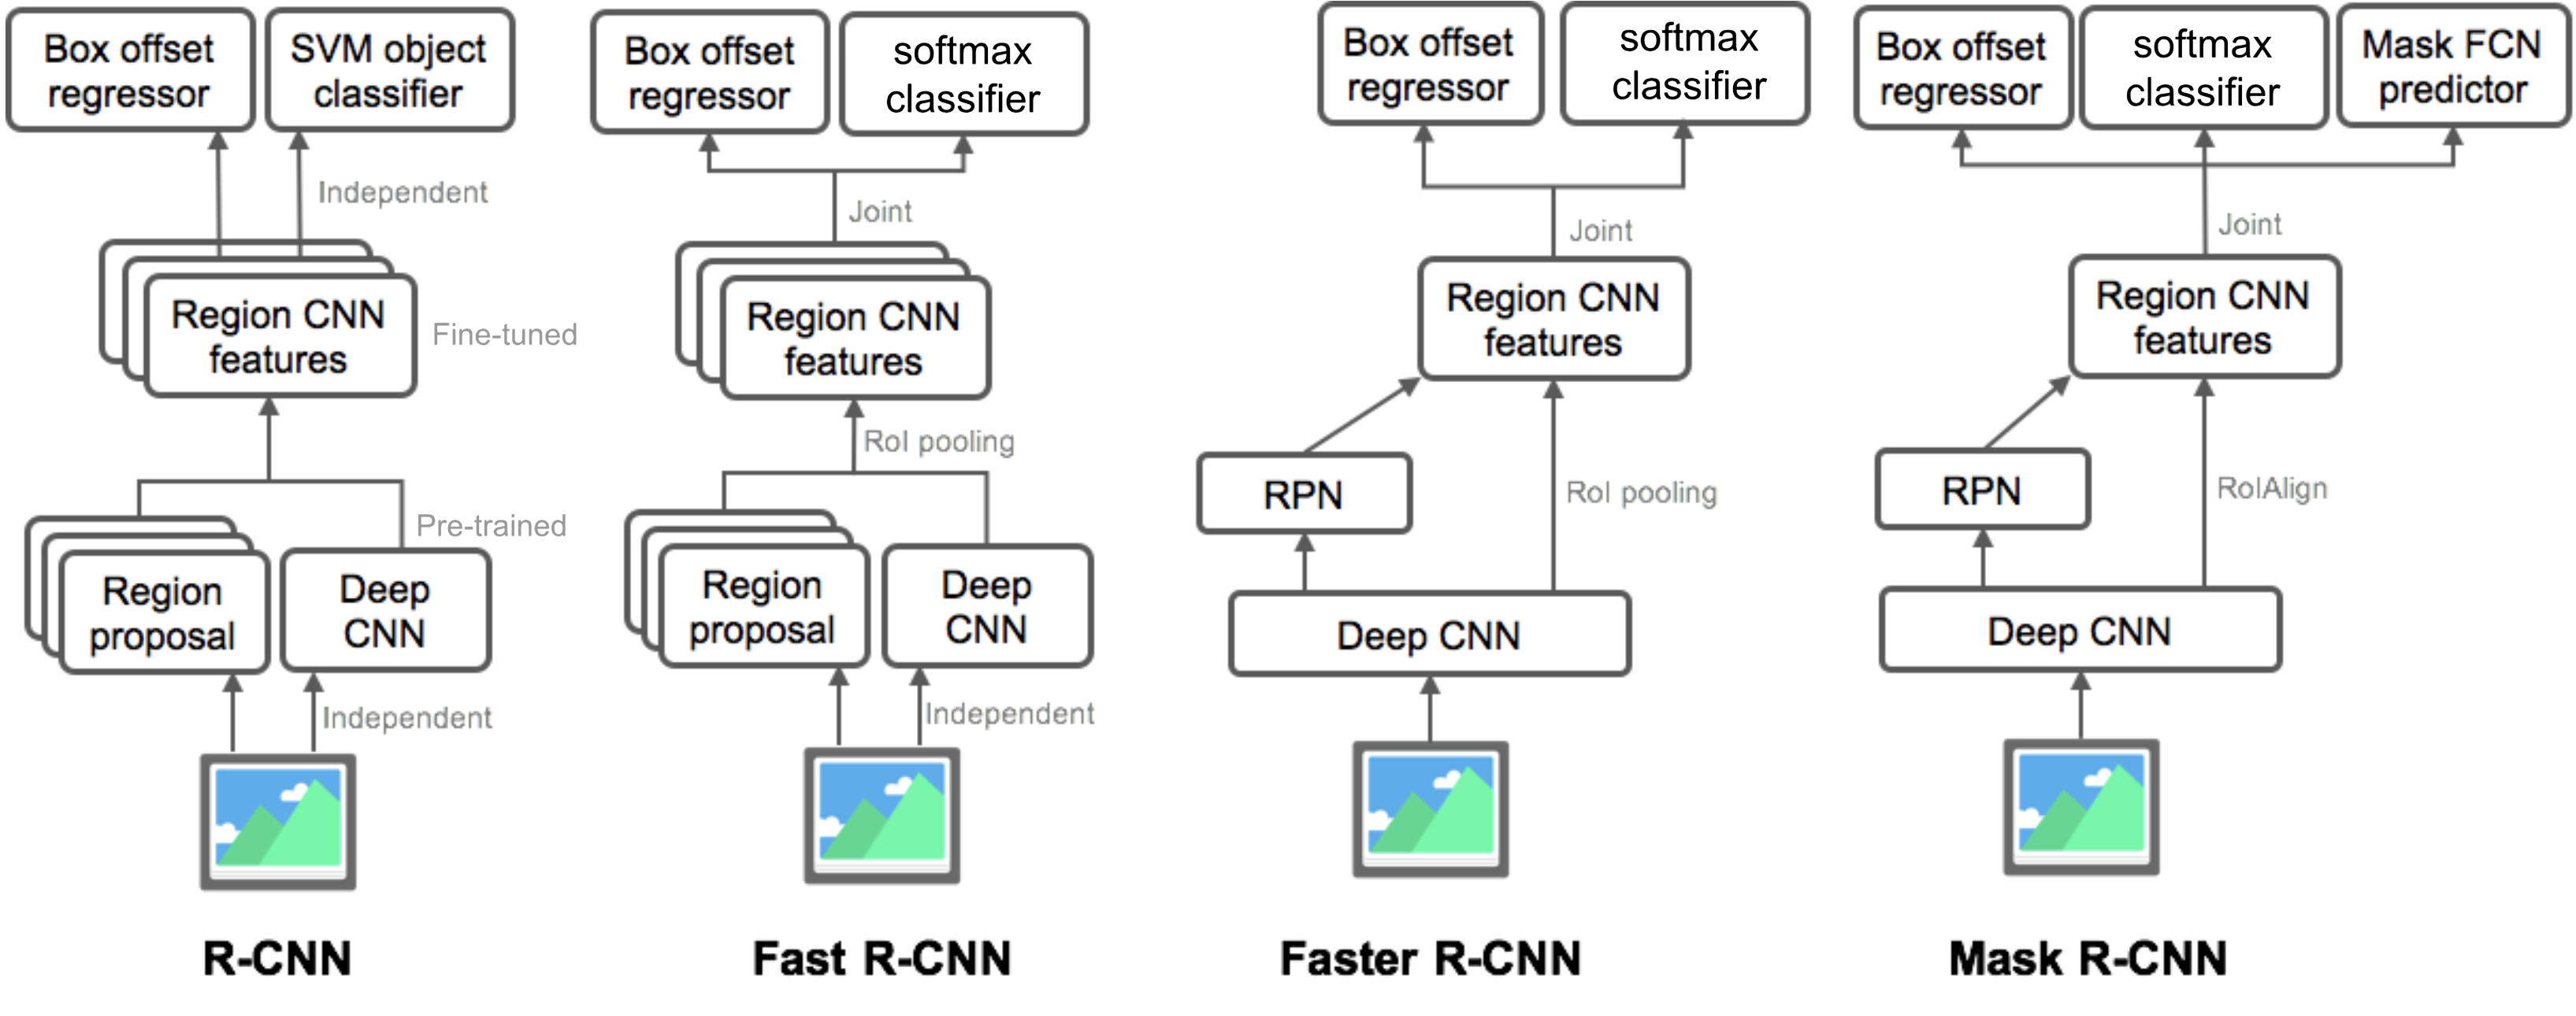 Box offset
regressor
SVM object
classifier
Independent
Region CNN
features
Fine-tuned
Pre-trained
Region
proposal
Deep
CNN
Independent
R-CNN
Box offset
regressor
softmax
classifier
Joint
Region CNN
features
RoI pooling
Region
proposal
Deep
CNN
Independent
Fast R-CNN
Box offset
regressor
softmax
classifier
Joint
Region CNN
features
RPN
RoI pooling
Deep CNN
Faster R-CNN
Box offset
regressor
softmax
classifier
Mask FCN
predictor
Joint
Region CNN
features
RPN
RoIAlign
Deep CNN
Mask R-CNN